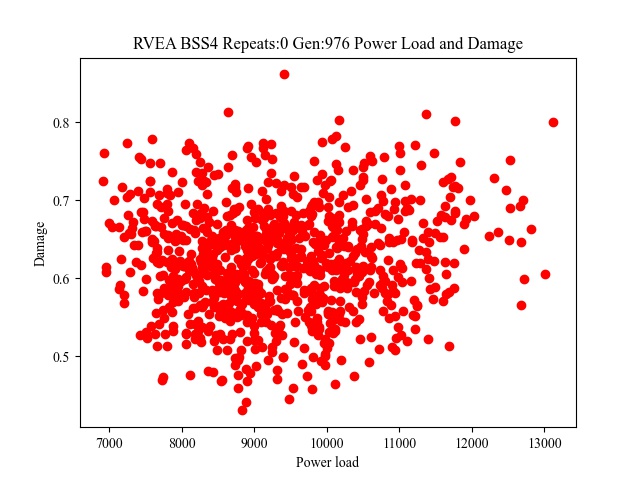 RVEA BSS4 Repeats:0 Gen:976 Power Load and Damage
0.8
0.7
0.6
0.5
Damage
7000 8000 9000 10000 11000 12000 13000
Power load